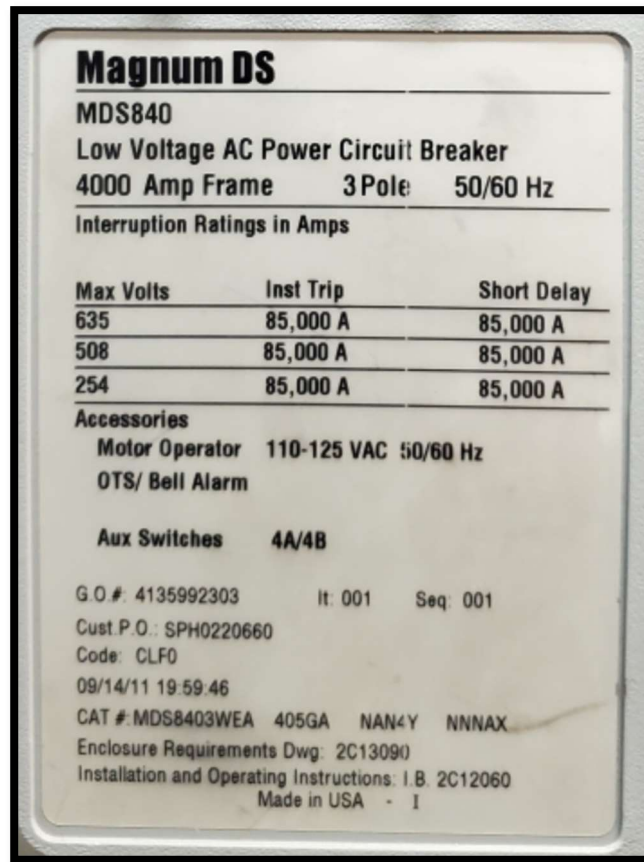 Magnum DS
MDS840
Low Voltage AC Power Circuit Breaker
4000 Amp Frame 3 Pole 50/60 Hz
Interruption Ratings in Amps
Max Volts Inst Trip Short Delay
635 85,000 A 85,000 A
508 85,000 A 85,000 A
254 85,000 A 85,000 A
Accessories
Motor Operator 110-125 VAC 50/60 Hz
OTS/ Bell Alarm
Aux Switches 4A/4B
G.O.#: 4135992303 It: 001 Seq: 001
Cust.P.O.: SPH0220660
Code: CLF0
09/14/11 19:59:46
CAT #:MDS8403WEA 405GA NAN4Y NNNAX
Enclosure Requirements Dwg: 2C13090
Installation and Operating Instructions: I.B. 2C12060
Made in USA - I